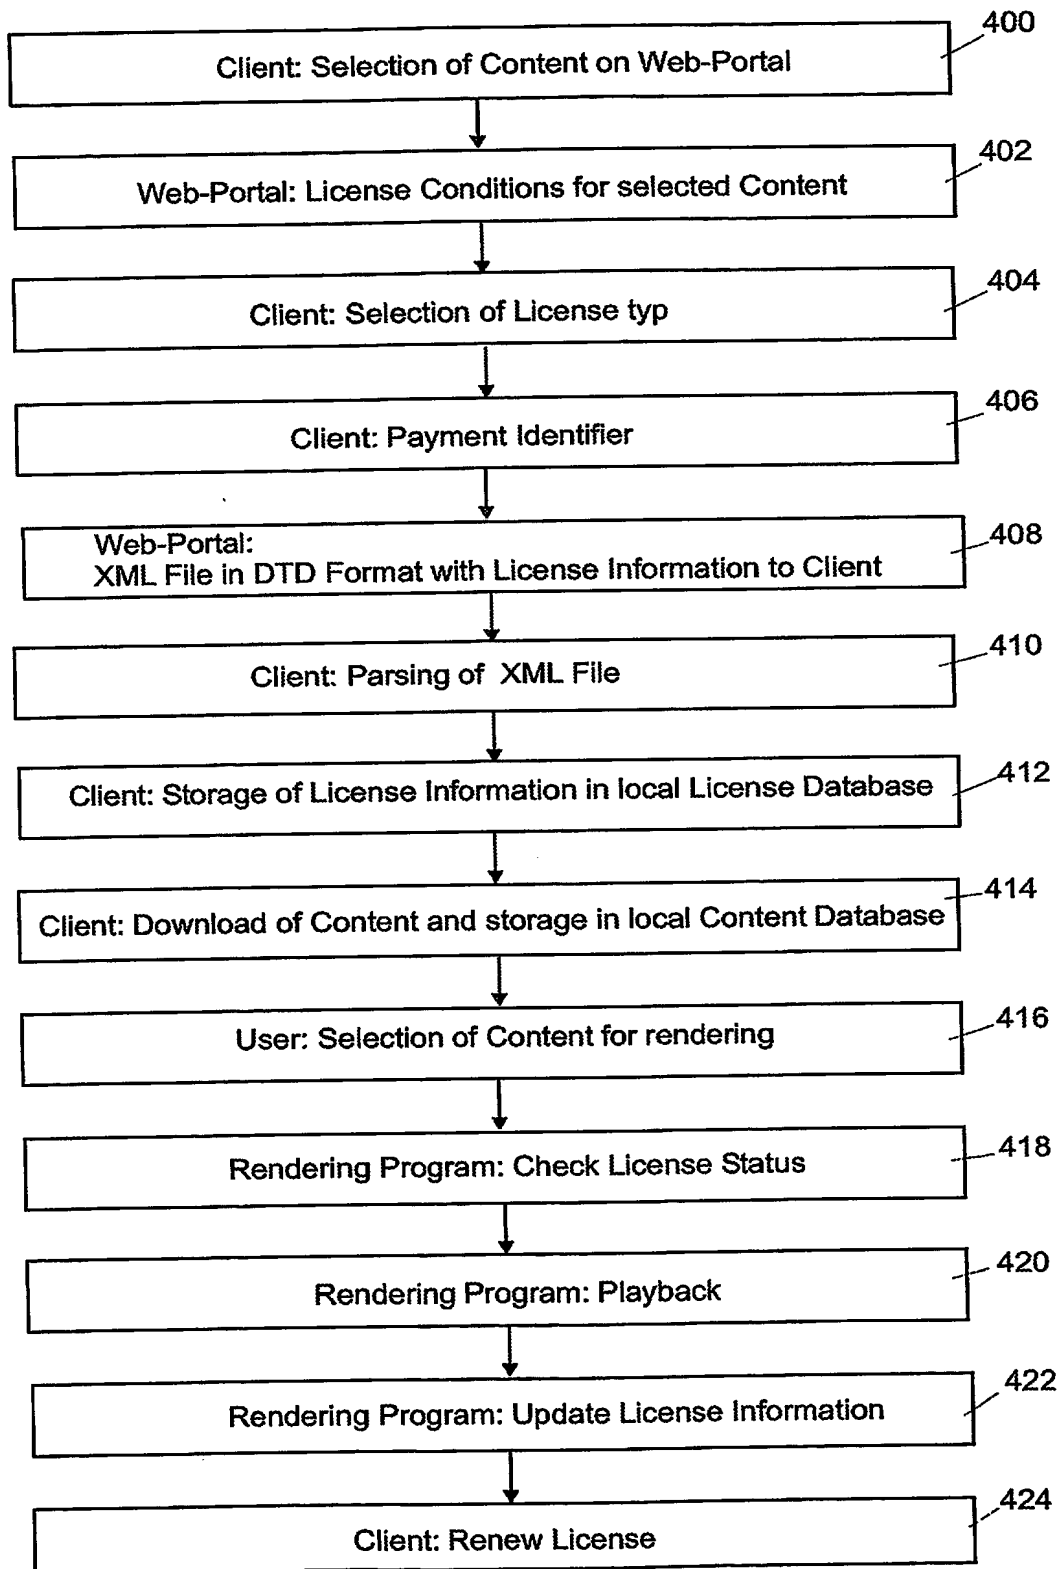 400
Client: Selection of Content on Web-Portal
402
Web-Portal: License Conditions for selected Content
404
Client: Selection of License typ
406
Client: Payment Identifier
408
Web-Portal:
XML File in DTD Format with License Information to Client
410
Client: Parsing of XML File
412
Client: Storage of License Information in local License Database
414
Client: Download of Content and storage in local Content Database
416
User: Selection of Content for rendering
418
Rendering Program: Check License Status
420
Rendering Program: Playback
422
Rendering Program: Update License Information
424
Client: Renew License